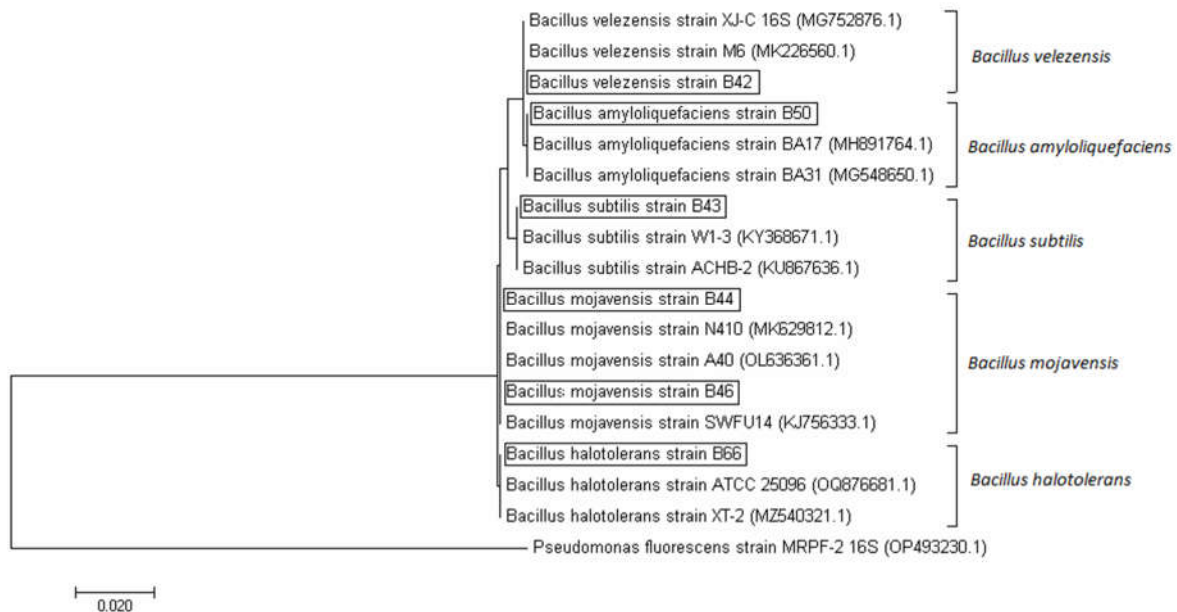 Bacillus velezensis strain XJ-C 16S (MG752876.1)
Bacillus velezensis strain M6 (MK226560.1)
Bacillus velezensis strain B42
Bacillus velezensis
Bacillus amyloliquefaciens strain B50
Bacillus amyloliquefaciens strain BA17 (MH891764.1)
Bacillus amyloliquefaciens strain BA31 (MG548650.1)
Bacillus amyloliquefaciens
Bacillus subtilis strain B43
Bacillus subtilis strain W1-3 (KY368671.1)
Bacillus subtilis strain ACHB-2 (KU867636.1)
Bacillus subtilis
Bacillus mojavensis strain B44
Bacillus mojavensis strain N410 (MK629812.1)
Bacillus mojavensis strain A40 (OL636361.1)
Bacillus mojavensis strain B46
Bacillus mojavensis strain SWFU14 (KJ756333.1)
Bacillus mojavensis
Bacillus halotolerans strain B66
Bacillus halotolerans strain ATCC 25096 (OQ876681.1)
Bacillus halotolerans strain XT-2 (MZ540321.1)
Bacillus halotolerans
Pseudomonas fluorescens strain MRPF-2 16S (OP493230.1)
0.020